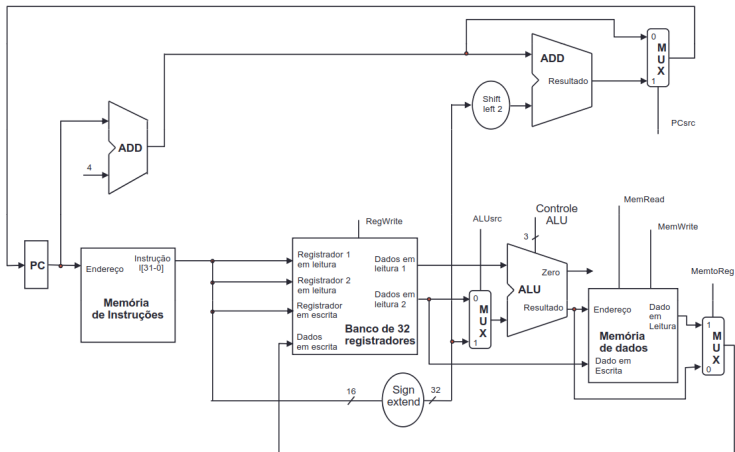 0
M
U
X
1
PCsrc
ADD
Resultado
Shift
left 2
ADD
4
PC
Endereço
Instrução
I[31-0]
Memória
de Instruções
RegWrite
Registrador 1
em leitura
Registrador 2
em leitura
Registrador
em escrita
Dados
em escrita
Dados em
leitura 1
Dados em
leitura 2
Banco de 32
registradores
16
Sign
extend
32
ALUsrc
0
M
U
X
1
Controle
ALU
3
Zero
ALU
Resultado
MemRead
MemWrite
Endereço
Dado
em
Leitura
Memória
de dados
Dado em
Escrita
MemtoReg
1
M
U
X
0